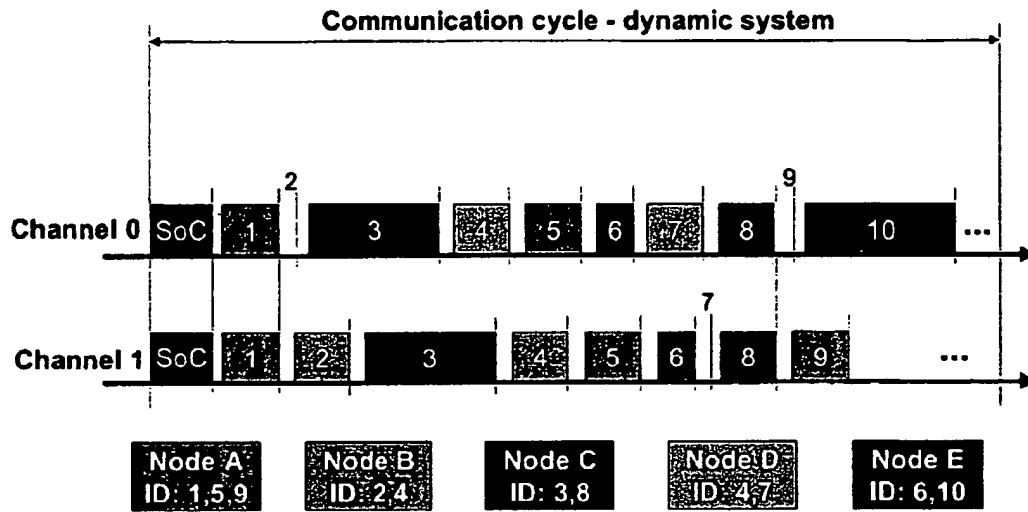 Communication cycle - dynamic system
2 9
Channel 0 SoC 1 3 4 5 6 7 8 10 ...
7
Channel 1 SoC 1 2 3 4 5 6 8 9 ...
Node A Node B Node C Node D Node E
ID: 1,5,9 ID: 2,4 ID: 3,8 ID: 4,7 ID: 6,10